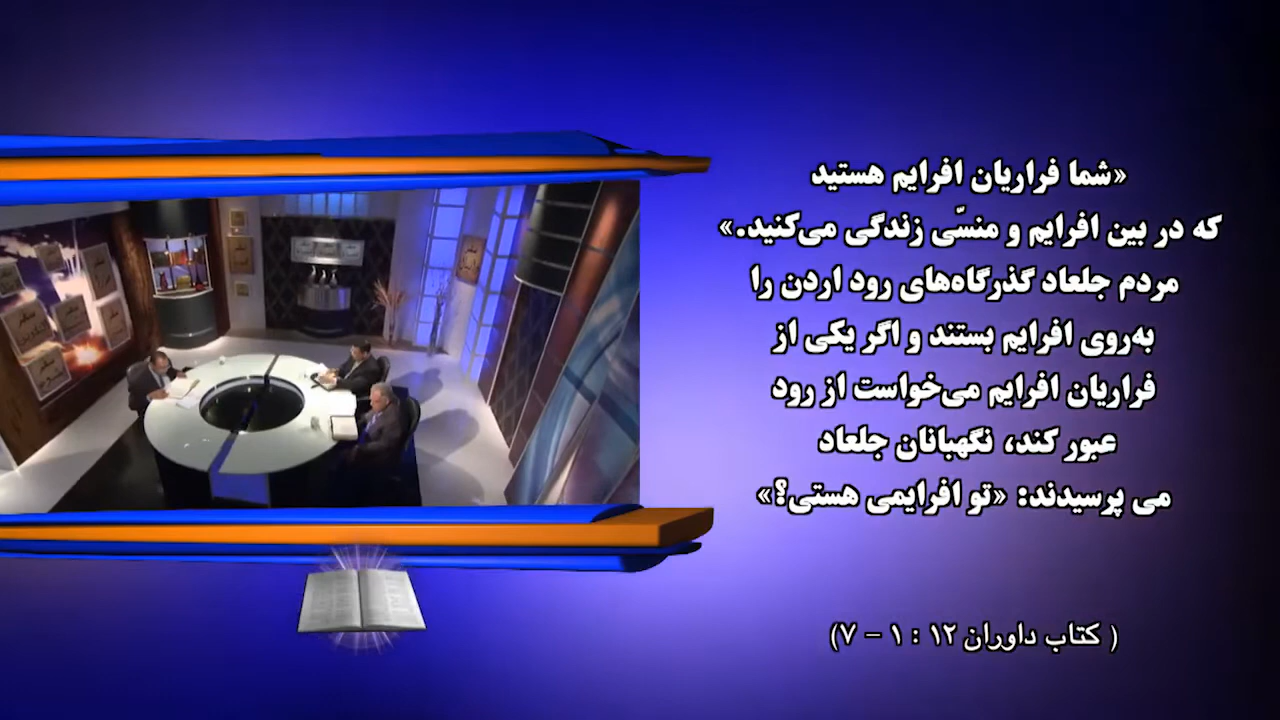 «شما فراریان افرایم هستید
که در بین افرایم و منسّی زندگی می‌کنید.»
مردم جلعاد گذرگاه‌های رود اردن را
به‌روی افرایم بستند و اگر یکی از
فراریان افرایم می‌خواست از رود
عبور کند، نگهبانان جلعاد
می پرسیدند: «تو افرایمی هستی؟»
( کتاب داوران ۱۲ : ۱ – ۷)